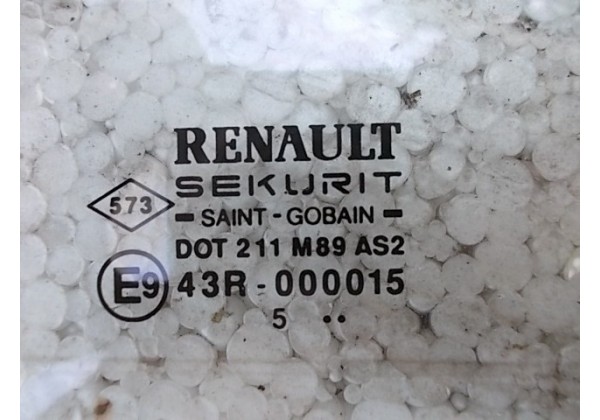 RENAULT
SEKURIT
573
- SAINT - GOBAIN -
DOT 211 M89 AS2
E9 43R - 000015
5 ••